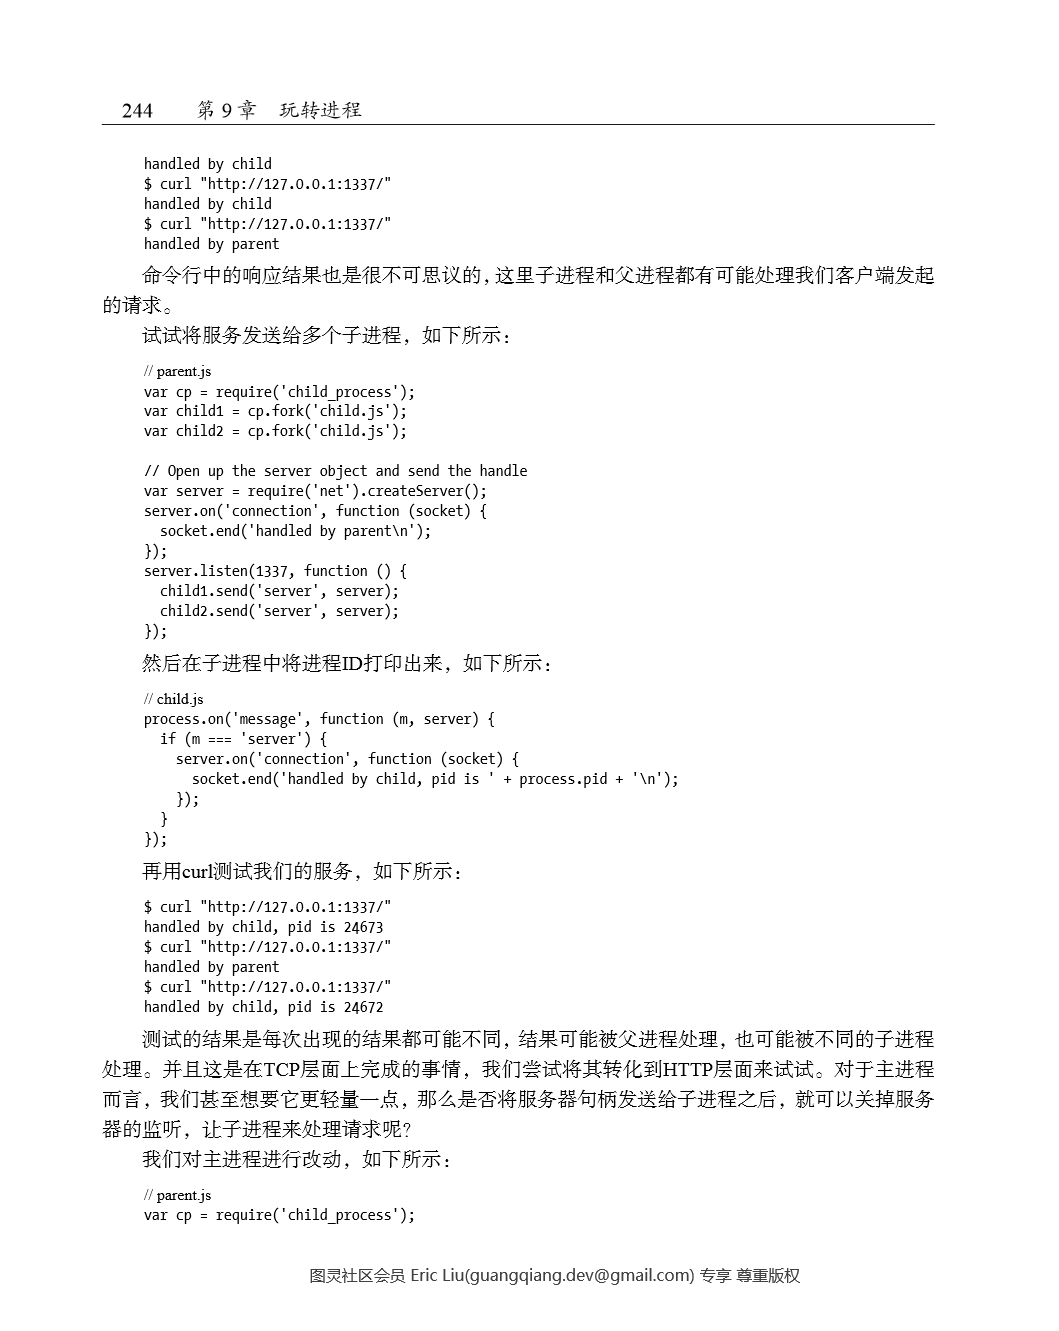 244 第 9 章 玩转进程
handled by child
$ curl "http://127.0.0.1:1337/"
handled by child
$ curl "http://127.0.0.1:1337/"
handled by parent
命令行中的响应结果也是很不可思议的，这里子进程和父进程都有可能处理我们客户端发起
的请求。
试试将服务发送给多个子进程，如下所示：
// parent.js
var cp = require('child_process');
var child1 = cp.fork('child.js');
var child2 = cp.fork('child.js');
// Open up the server object and send the handle
var server = require('net').createServer();
server.on('connection', function (socket) {
  socket.end('handled by parent\n');
});
server.listen(1337, function () {
  child1.send('server', server);
  child2.send('server', server);
});
然后在子进程中将进程ID打印出来，如下所示：
// child.js
process.on('message', function (m, server) {
  if (m === 'server') {
    server.on('connection', function (socket) {
      socket.end('handled by child, pid is ' + process.pid + '\n');
    });
  }
});
再用curl测试我们的服务，如下所示：
$ curl "http://127.0.0.1:1337/"
handled by child, pid is 24673
$ curl "http://127.0.0.1:1337/"
handled by parent
$ curl "http://127.0.0.1:1337/"
handled by child, pid is 24672
测试的结果是每次出现的结果都可能不同，结果可能被父进程处理，也可能被不同的子进程
处理。并且这是在TCP层面上完成的事情，我们尝试将其转化到HTTP层面来试试。对于主进程
而言，我们甚至想要它更轻量一点，那么是否将服务器句柄发送给子进程之后，就可以关掉服务
器的监听，让子进程来处理请求呢？
我们对主进程进行改动，如下所示：
// parent.js
var cp = require('child_process');
图灵社区会员 Eric Liu(guangqiang.dev@gmail.com) 专享 尊重版权